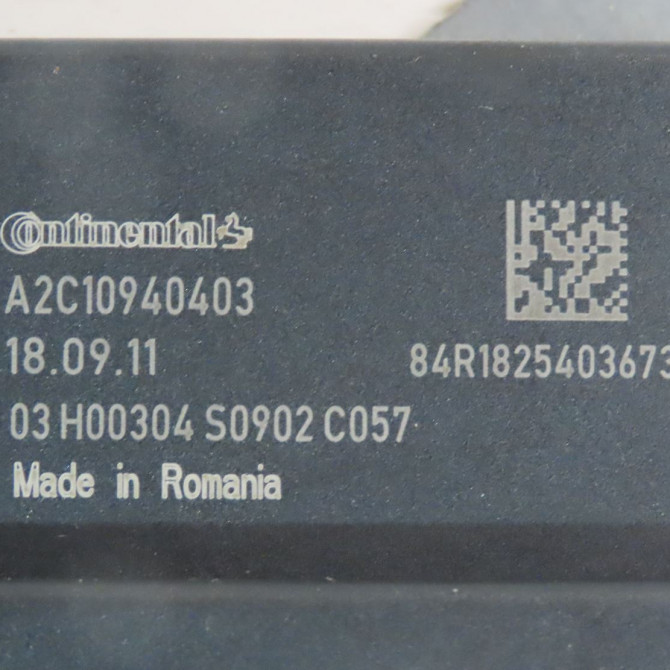 Continental
A2C10940403
18.09.11
84R1825403673
03 H00304 S0902 C057
Made in Romania